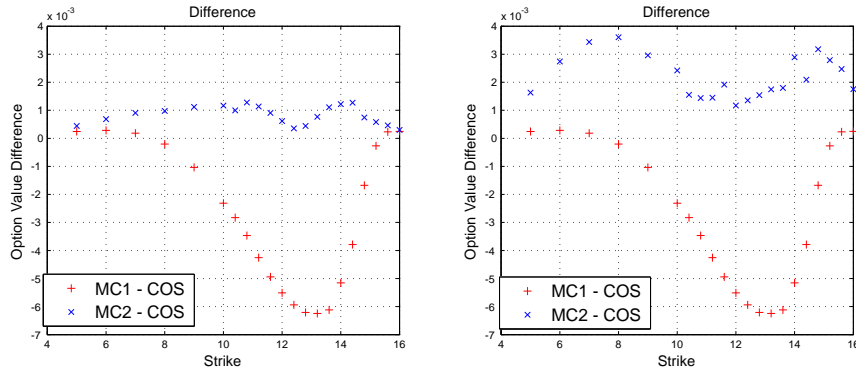 Difference
x 10⁻³
4
3
2
1
0
-1
-2
-3
-4
-5
-6
-7
Option Value Difference
4 6 8 10 12 14 16
Strike
MC1 - COS
MC2 - COS
Difference
x 10⁻³
4
3
2
1
0
-1
-2
-3
-4
-5
-6
-7
Option Value Difference
4 6 8 10 12 14 16
Strike
MC1 - COS
MC2 - COS